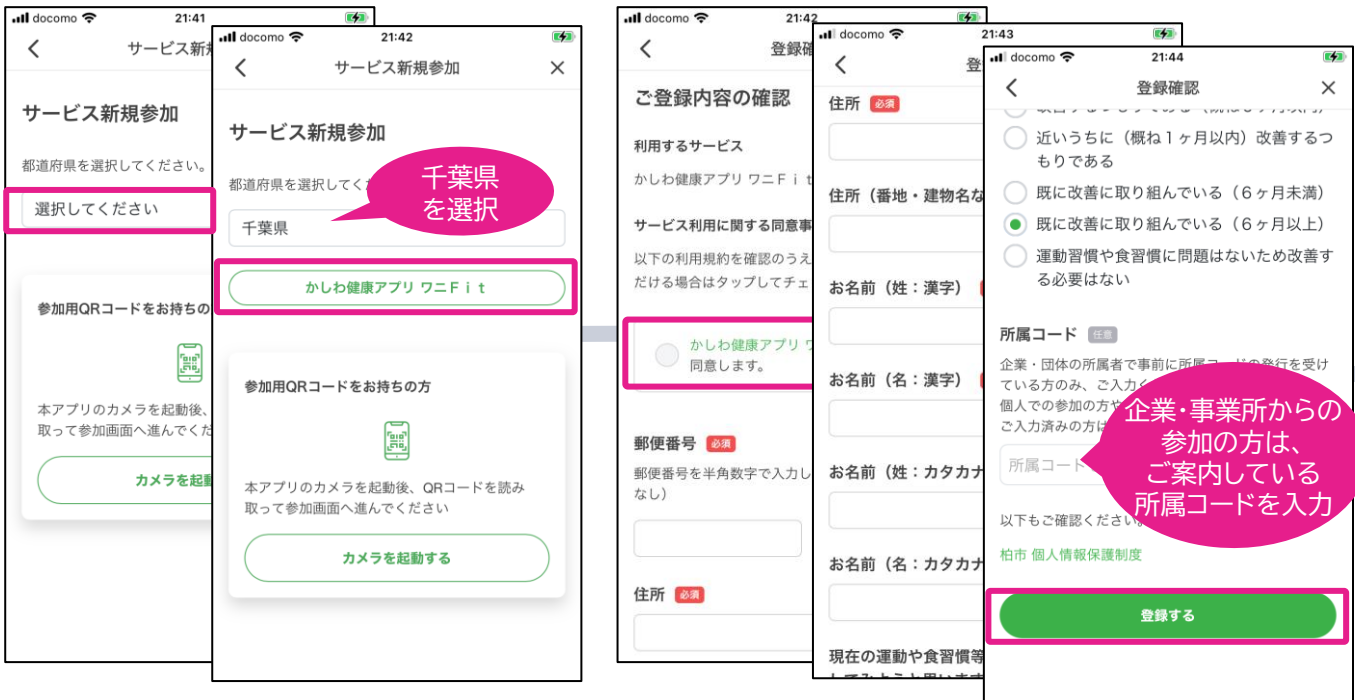 docomo 21:41
サービス新
サービス新規参加
都道府県を選択してください。
選択してください
参加用QRコードをお持ちの
本アプリのカメラを起動後、
取って参加画面へ進んでくだ
カメラを起動
docomo 21:42
サービス新規参加
サービス新規参加
都道府県を選択してく
千葉県
を選択
千葉県
かしわ健康アプリ ワニFit
参加用QRコードをお持ちの方
本アプリのカメラを起動後、QRコードを読み
取って参加画面へ進んでください
カメラを起動する
docomo 21:42
登録確
ご登録内容の確認
利用するサービス
かしわ健康アプリ ワニFit
サービス利用に関する同意事
以下の利用規約を確認のうえ
だける場合はタップしてチェ
かしわ健康アプリ ワ
同意します。
郵便番号 必須
郵便番号を半角数字で入力し
なし）
住所 必須
docomo 21:43
登
住所 必須
住所（番地・建物名な
お名前（姓：漢字）
お名前（名：漢字）
お名前（姓：カタカナ
お名前（名：カタカナ
現在の運動や食習慣等
docomo 21:44
登録確認
近いうちに（概ね1ヶ月以内）改善するつ
もりである
既に改善に取り組んでいる（6ヶ月未満）
既に改善に取り組んでいる（6ヶ月以上）
運動習慣や食習慣に問題はないため改善す
る必要はない
所属コード 任意
企業・団体の所属者で事前に所属コードの発行を受け
ている方のみ、ご入力く
個人での参加の方や
ご入力済みの方は
所属コード
企業・事業所からの
参加の方は、
ご案内している
所属コードを入力
以下もご確認ください。
柏市 個人情報保護制度
登録する